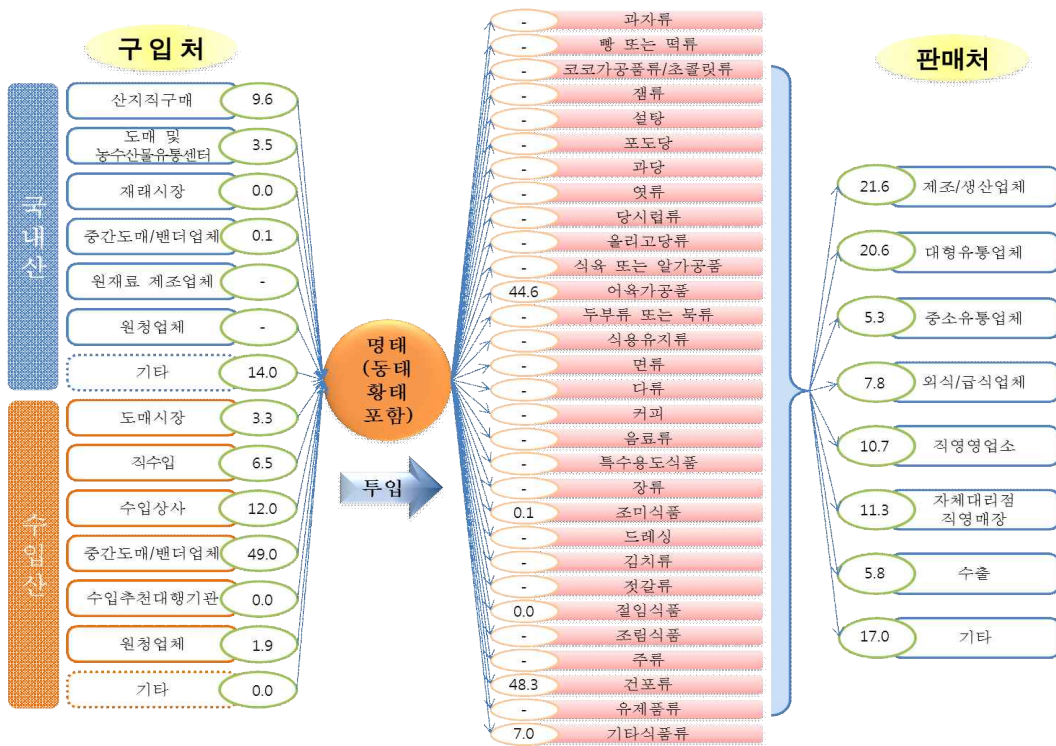 구입처
국내산
산지직구매
9.6
도매 및
농수산물유통센터
3.5
재래시장
0.0
중간도매/밴더업체
0.1
원재료 제조업체
-
원청업체
-
기타
14.0
수입산
도매시장
3.3
직수입
6.5
수입상사
12.0
중간도매/밴더업체
49.0
수입추천대행기관
0.0
원청업체
1.9
기타
0.0
명태
(동태
황태
포함)
투입
- 과자류
- 빵 또는 떡류
- 코코가공품류/초콜릿류
- 잼류
- 설탕
- 포도당
- 과당
- 엿류
- 당시럽류
- 올리고당류
- 식육 또는 알가공품
44.6 어육가공품
- 두부류 또는 묵류
- 식용유지류
- 면류
- 다류
- 커피
- 음료류
- 특수용도식품
- 장류
0.1 조미식품
- 드레싱
- 김치류
- 젓갈류
0.0 절임식품
- 조림식품
- 주류
48.3 건포류
- 유제품류
7.0 기타식품류
판매처
21.6 제조/생산업체
20.6 대형유통업체
5.3 중소유통업체
7.8 외식/급식업체
10.7 직영영업소
11.3 자체대리점
직영매장
5.8 수출
17.0 기타